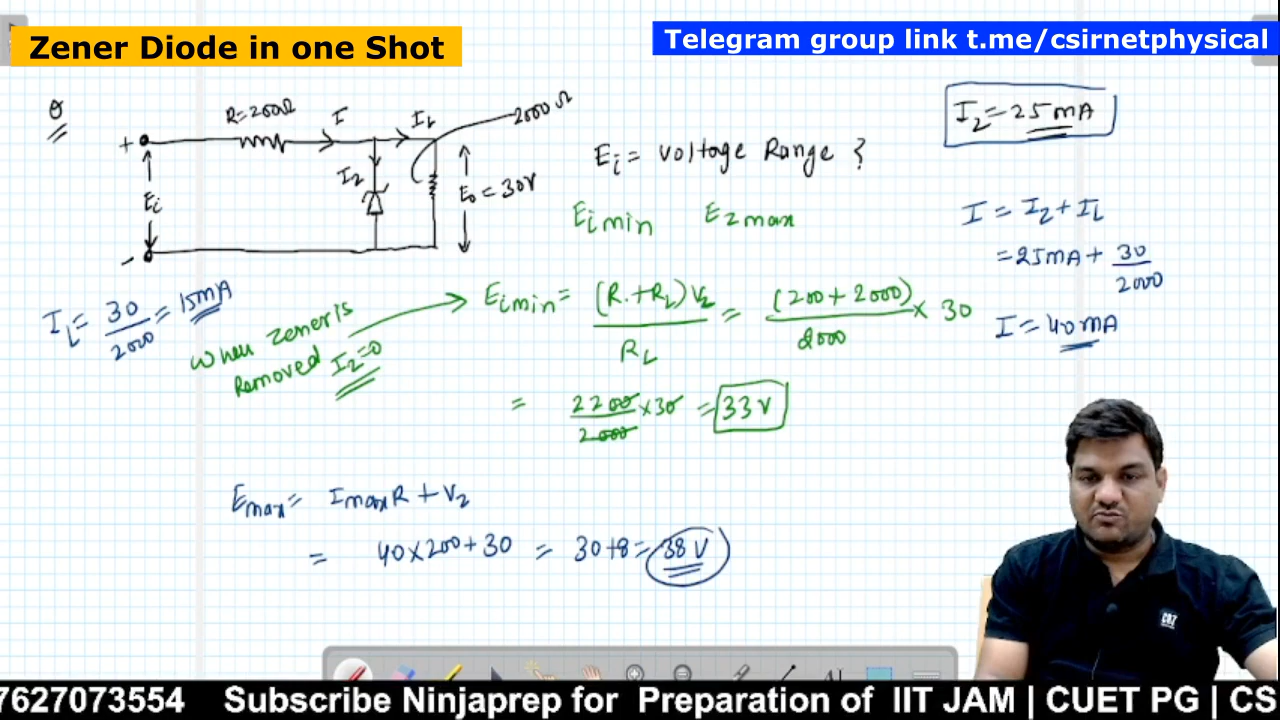 Zener Diode in one Shot
Telegram group link t.me/csirnetphysical
Q
R=200Ω
I
IL
2000 Ω
+
Ei
-
IZ
E0 = 30V
Ei = voltage Range ?
IZ = 25mA
Eimin EZmax
I = IZ + IL
= 25mA + 30/2000
I = 40mA
IL = 30/2000 = 15mA
When zener is
Removed IZ=0
Eimin = (R+RL)VZ/RL = (200+2000)/2000 × 30
= 2200/2000 ×30 = 33V
Emax = ImaxR + VZ
= 40×200+30 = 30+8 = 38V
7627073554 Subscribe Ninjaprep for Preparation of IIT JAM | CUET PG | CS